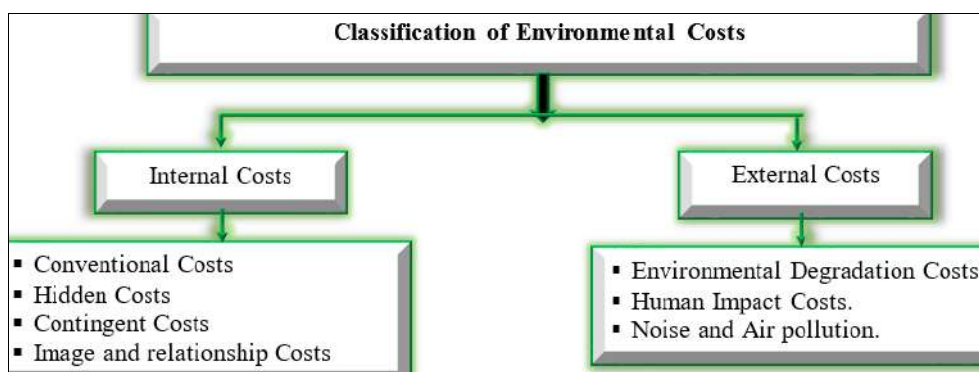 Classification of Environmental Costs
Internal Costs
External Costs
▪ Conventional Costs
▪ Hidden Costs
▪ Contingent Costs
▪ Image and relationship Costs
▪ Environmental Degradation Costs
▪ Human Impact Costs.
▪ Noise and Air pollution.